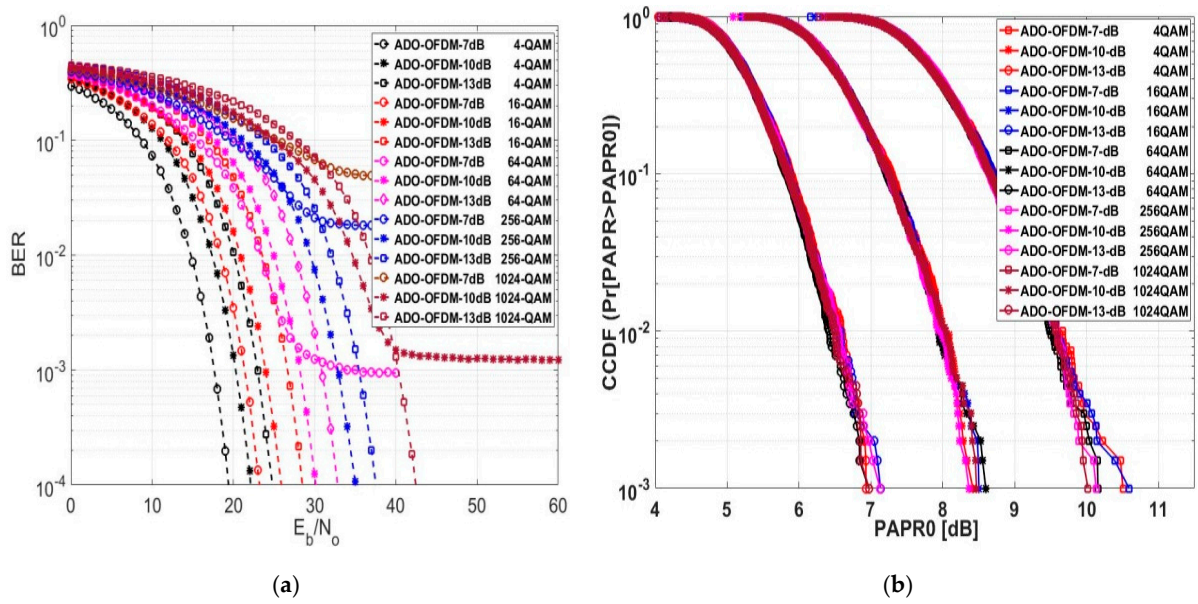 10^0
10^-1
10^-2
10^-3
10^-4
BER
0 10 20 30 40 50 60
E_b/N_o
ADO-OFDM-7dB 4-QAM
ADO-OFDM-10dB 4-QAM
ADO-OFDM-13dB 4-QAM
ADO-OFDM-7dB 16-QAM
ADO-OFDM-10dB 16-QAM
ADO-OFDM-13dB 16-QAM
ADO-OFDM-7dB 64-QAM
ADO-OFDM-10dB 64-QAM
ADO-OFDM-13dB 64-QAM
ADO-OFDM-7dB 256-QAM
ADO-OFDM-10dB 256-QAM
ADO-OFDM-13dB 256-QAM
ADO-OFDM-7dB 1024-QAM
ADO-OFDM-10dB 1024-QAM
ADO-OFDM-13dB 1024-QAM
(a)
10^0
10^-1
10^-2
10^-3
CCDF (Pr[PAPR>PAPR0])
4 5 6 7 8 9 10 11
PAPR0 [dB]
ADO-OFDM-7-dB 4QAM
ADO-OFDM-10-dB 4QAM
ADO-OFDM-13-dB 4QAM
ADO-OFDM-7-dB 16QAM
ADO-OFDM-10-dB 16QAM
ADO-OFDM-13-dB 16QAM
ADO-OFDM-7-dB 64QAM
ADO-OFDM-10-dB 64QAM
ADO-OFDM-13-dB 64QAM
ADO-OFDM-7-dB 256QAM
ADO-OFDM-10-dB 256QAM
ADO-OFDM-13-dB 256QAM
ADO-OFDM-7-dB 1024QAM
ADO-OFDM-10-dB 1024QAM
ADO-OFDM-13-dB 1024QAM
(b)